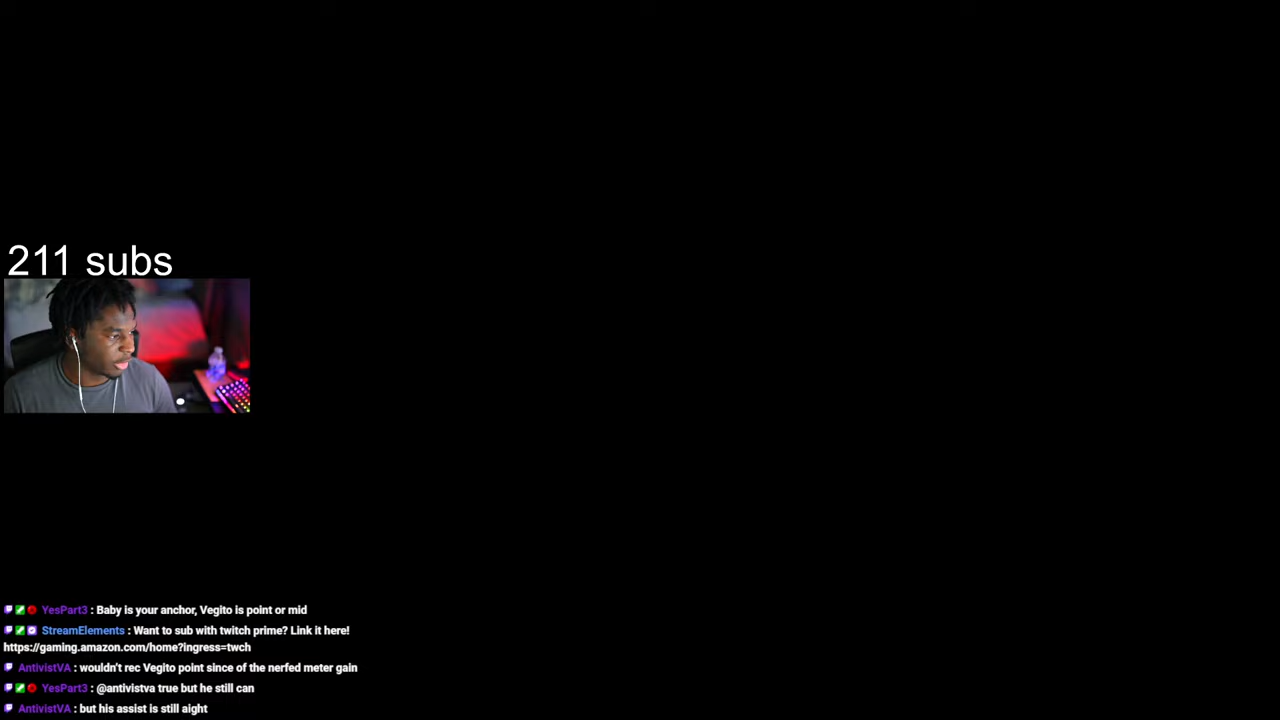 211 subs
YesPart3 : Baby is your anchor, Vegito is point or mid
StreamElements : Want to sub with twitch prime? Link it here!
https://gaming.amazon.com/home?ingress=twch
AntivistVA : wouldn't rec Vegito point since of the nerfed meter gain
YesPart3 : @antivistva true but he still can
AntivistVA : but his assist is still aight